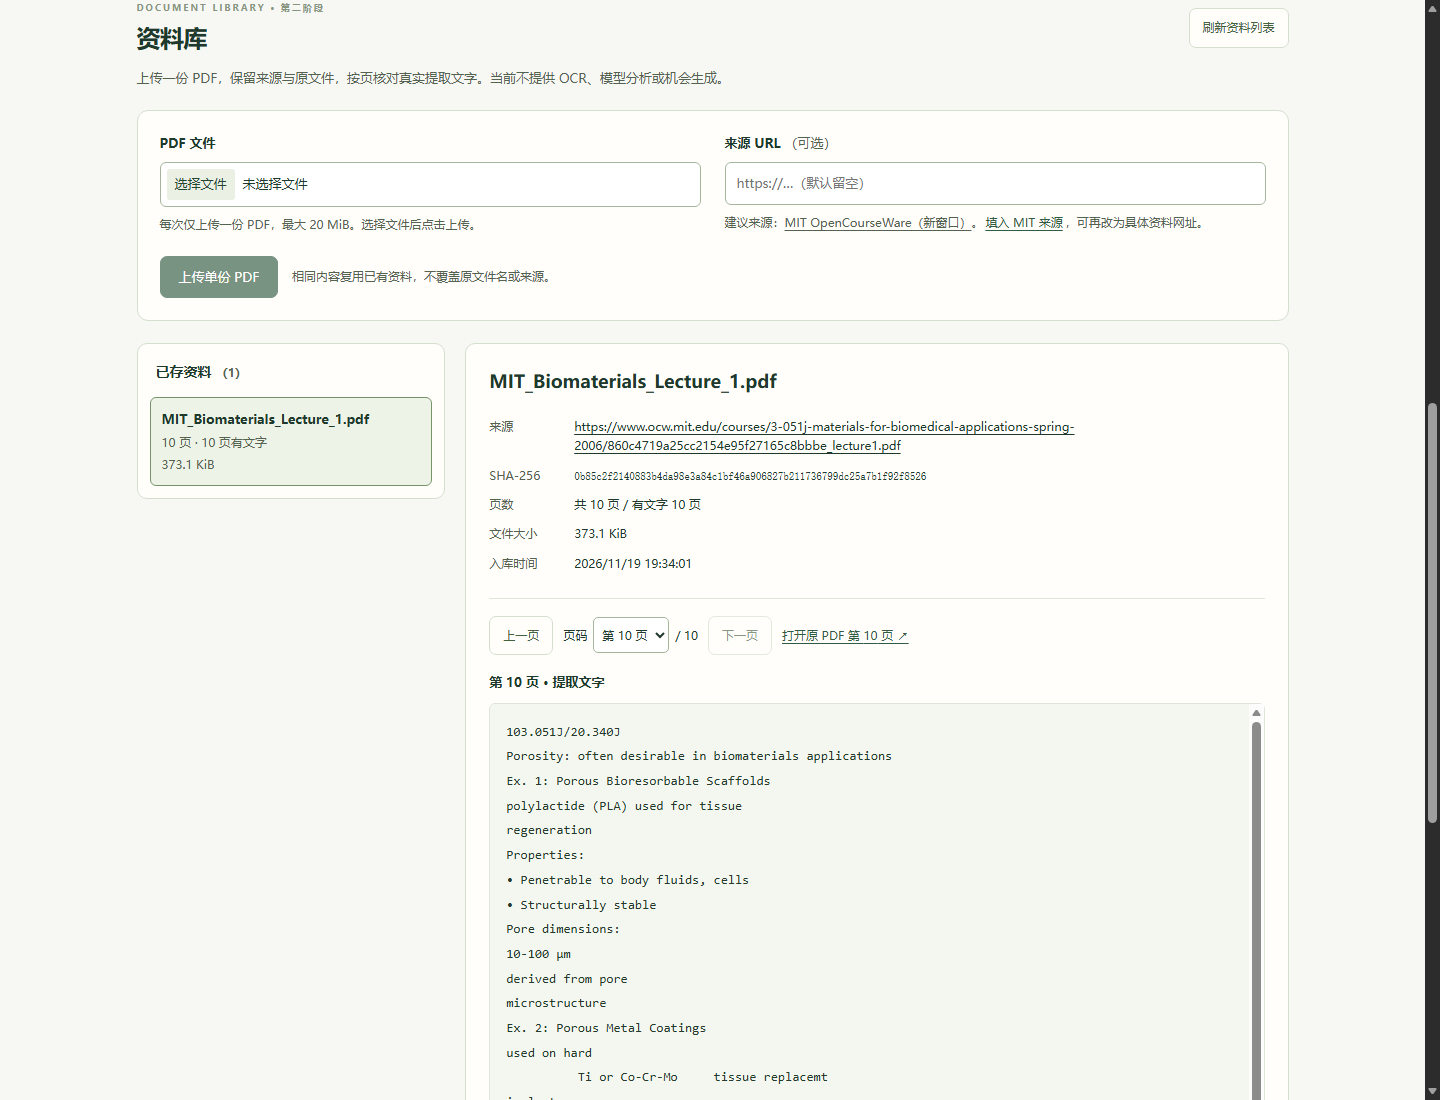 DOCUMENT LIBRARY • 第二阶段
资料库
刷新资料列表
上传一份 PDF，保留来源与原文件，按页核对真实提取文字。当前不提供 OCR、模型分析或机会生成。
PDF 文件
选择文件 未选择文件
每次仅上传一份 PDF，最大 20 MiB。选择文件后点击上传。
来源 URL （可选）
https://...（默认留空）
建议来源：MIT OpenCourseWare（新窗口）。 填入 MIT 来源 ，可再改为具体资料网址。
上传单份 PDF 相同内容复用已有资料，不覆盖原文件名或来源。
已存资料 （1）
MIT_Biomaterials_Lecture_1.pdf
10 页 · 10 页有文字
373.1 KiB
MIT_Biomaterials_Lecture_1.pdf
来源 https://www.ocw.mit.edu/courses/3-051j-materials-for-biomedical-applications-spring-
2006/860c4719a25cc2154e95f27165c8bbbe_lecture1.pdf
SHA-256 0b85c2f2140883b4da98e3a84c1bf46a906827b211736799dc25a7b1f92f8526
页数 共 10 页 / 有文字 10 页
文件大小 373.1 KiB
入库时间 2026/11/19 19:34:01
上一页 页码 第 10 页 / 10 下一页 打开原 PDF 第 10 页 ↗
第 10 页 • 提取文字
103.051J/20.340J
Porosity: often desirable in biomaterials applications
Ex. 1: Porous Bioresorbable Scaffolds
polylactide (PLA) used for tissue
regeneration
Properties:
• Penetrable to body fluids, cells
• Structurally stable
Pore dimensions:
10-100 μm
derived from pore
microstructure
Ex. 2: Porous Metal Coatings
used on hard
Ti or Co-Cr-Mo tissue replacemt